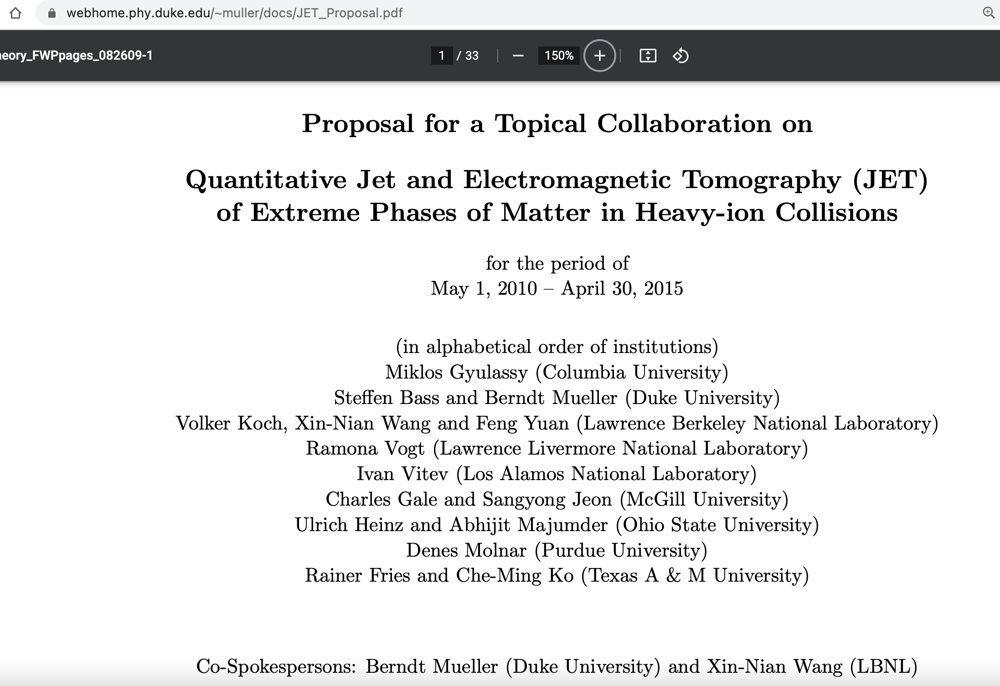 webhome.phy.duke.edu/~muller/docs/JET_Proposal.pdf
eory_FWPpages_082609-1
1 / 33
150%
Proposal for a Topical Collaboration on
Quantitative Jet and Electromagnetic Tomography (JET)
of Extreme Phases of Matter in Heavy-ion Collisions
for the period of
May 1, 2010 – April 30, 2015
(in alphabetical order of institutions)
Miklos Gyulassy (Columbia University)
Steffen Bass and Berndt Mueller (Duke University)
Volker Koch, Xin-Nian Wang and Feng Yuan (Lawrence Berkeley National Laboratory)
Ramona Vogt (Lawrence Livermore National Laboratory)
Ivan Vitev (Los Alamos National Laboratory)
Charles Gale and Sangyong Jeon (McGill University)
Ulrich Heinz and Abhijit Majumder (Ohio State University)
Denes Molnar (Purdue University)
Rainer Fries and Che-Ming Ko (Texas A & M University)
Co-Spokespersons: Berndt Mueller (Duke University) and Xin-Nian Wang (LBNL)